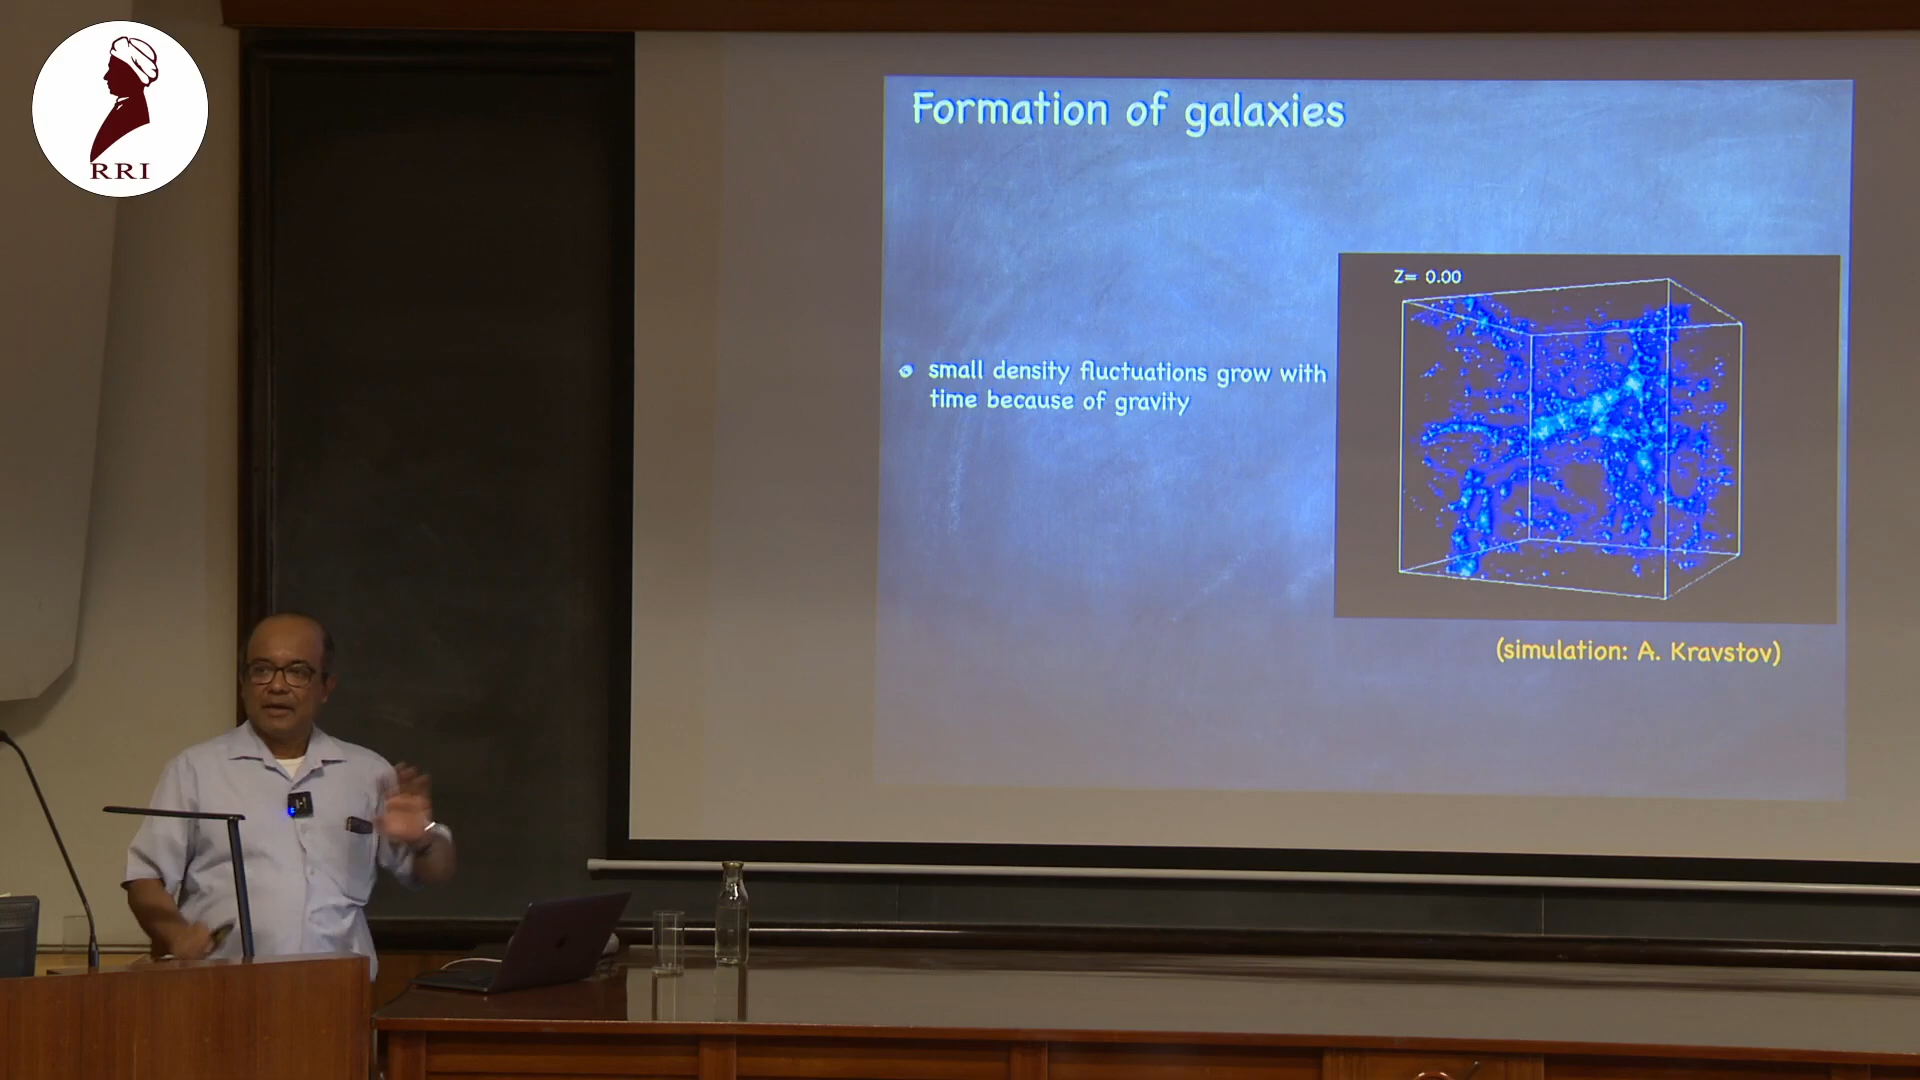 RRI
Formation of galaxies
Z= 0.00
small density fluctuations grow with
time because of gravity
(simulation: A. Kravstov)